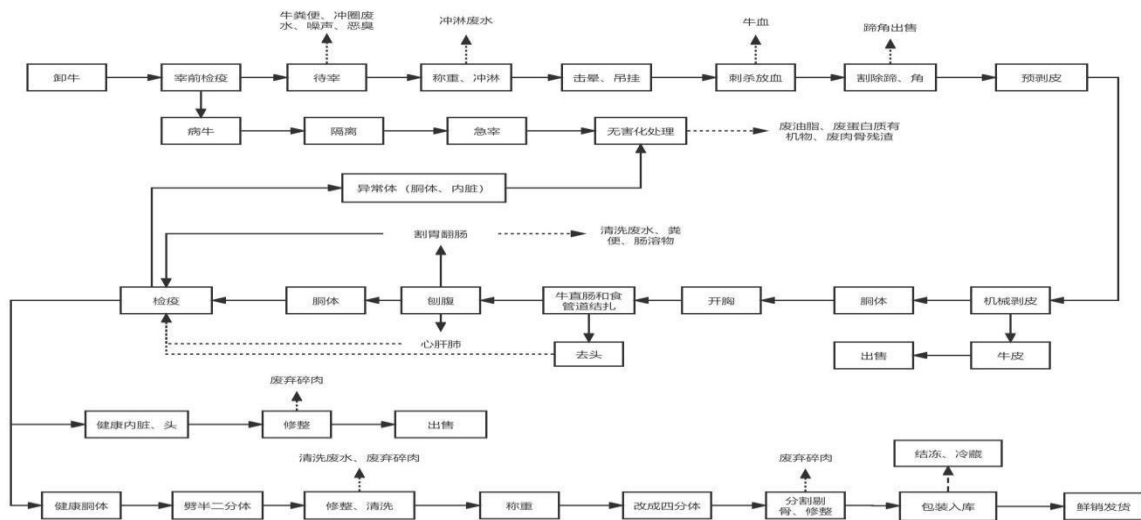 牛粪便、冲圈废
水、噪声、恶臭
冲淋废水
牛血
蹄角出售
卸牛
宰前检疫
待宰
称重、冲淋
击晕、吊挂
刺杀放血
割除蹄、角
预剥皮
病牛
隔离
急宰
无害化处理
废油脂、废蛋白质有
机物、废肉骨残渣
异常体（胴体、内脏）
割胃翻肠
清洗废水、粪
便、肠溶物
检疫
胴体
刨腹
牛直肠和食
管道结扎
开胸
胴体
机械剥皮
心肝肺
去头
出售
牛皮
废弃碎肉
健康内脏、头
修整
出售
清洗废水、废弃碎肉
废弃碎肉
结冻、冷藏
健康胴体
劈半二分体
修整、清洗
称重
改成四分体
分割剔
骨、修整
包装入库
鲜销发货